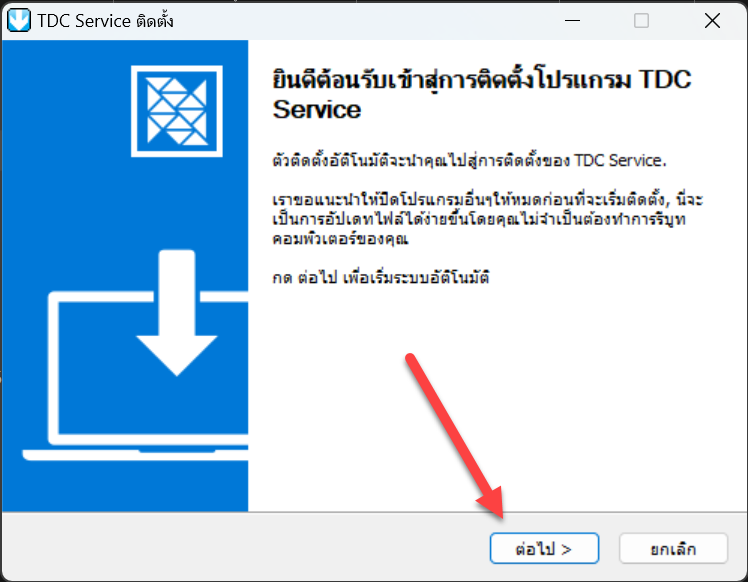 TDC Service ติดตั้ง
ยินดีต้อนรับเข้าสู่การติดตั้งโปรแกรม TDC
Service
ตัวติดตั้งอัติโนมัติจะนำคุณไปสู่การติดตั้งของ TDC Service.
เราขอแนะนำให้ปิดโปรแกรมอื่นๆให้หมดก่อนที่จะเริ่มติดตั้ง, นี่จะ
เป็นการอัปเดทไฟล์ได้ง่ายขึ้นโดยคุณไม่จำเป็นต้องทำการรีบูท
คอมพิวเตอร์ของคุณ
กด ต่อไป เพื่อเริ่มระบบอัติโนมัติ
ต่อไป >
ยกเลิก